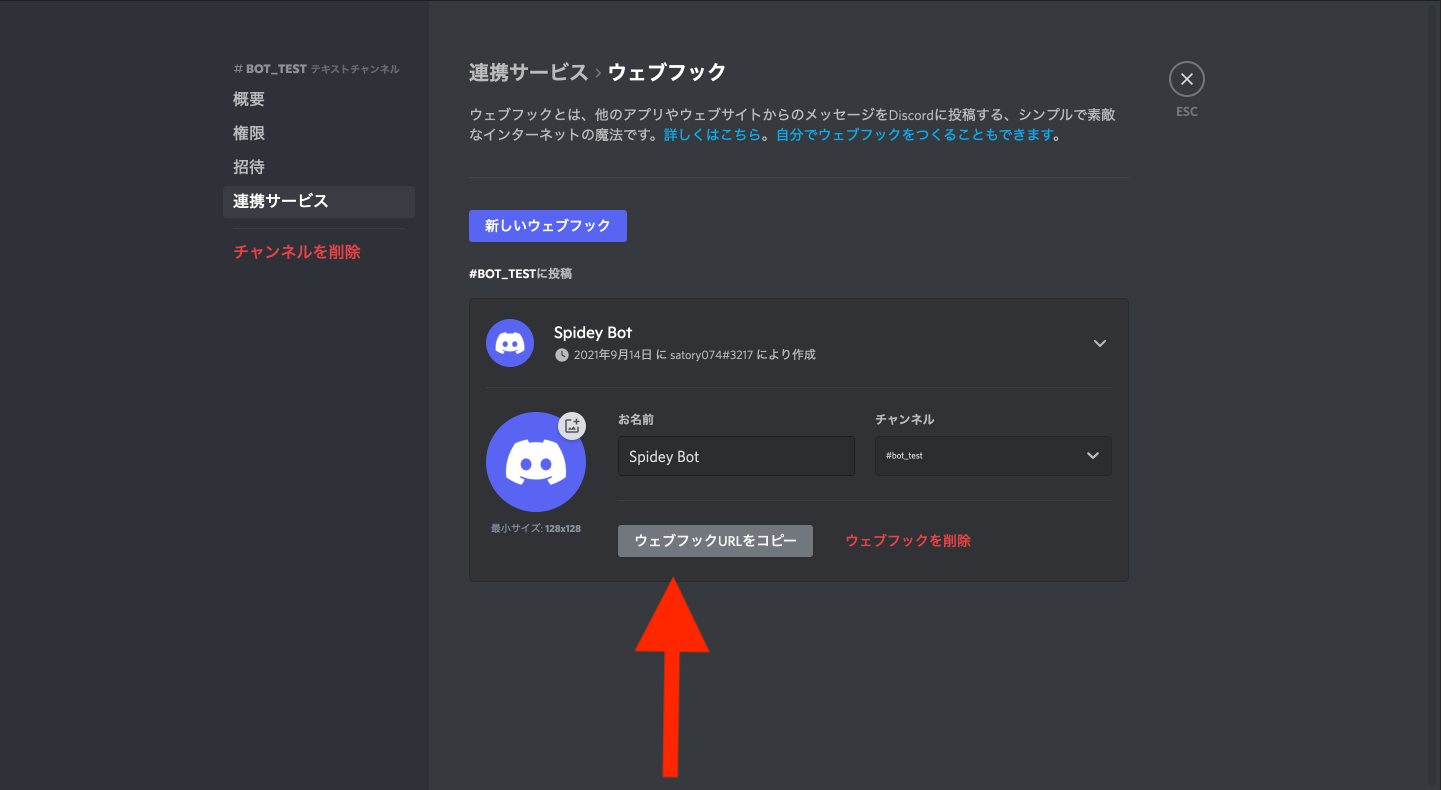 # BOT_TEST テキストチャンネル
概要
権限
招待
連携サービス
チャンネルを削除
連携サービス › ウェブフック
ウェブフックとは、他のアプリやウェブサイトからのメッセージをDiscordに投稿する、シンプルで素敵
なインターネットの魔法です。詳しくはこちら。自分でウェブフックをつくることもできます。
ESC
新しいウェブフック
#BOT_TESTに投稿
Spidey Bot
2021年9月14日 に satory074#3217 により作成
お名前
チャンネル
Spidey Bot
#bot_test
最小サイズ: 128x128
ウェブフックURLをコピー
ウェブフックを削除